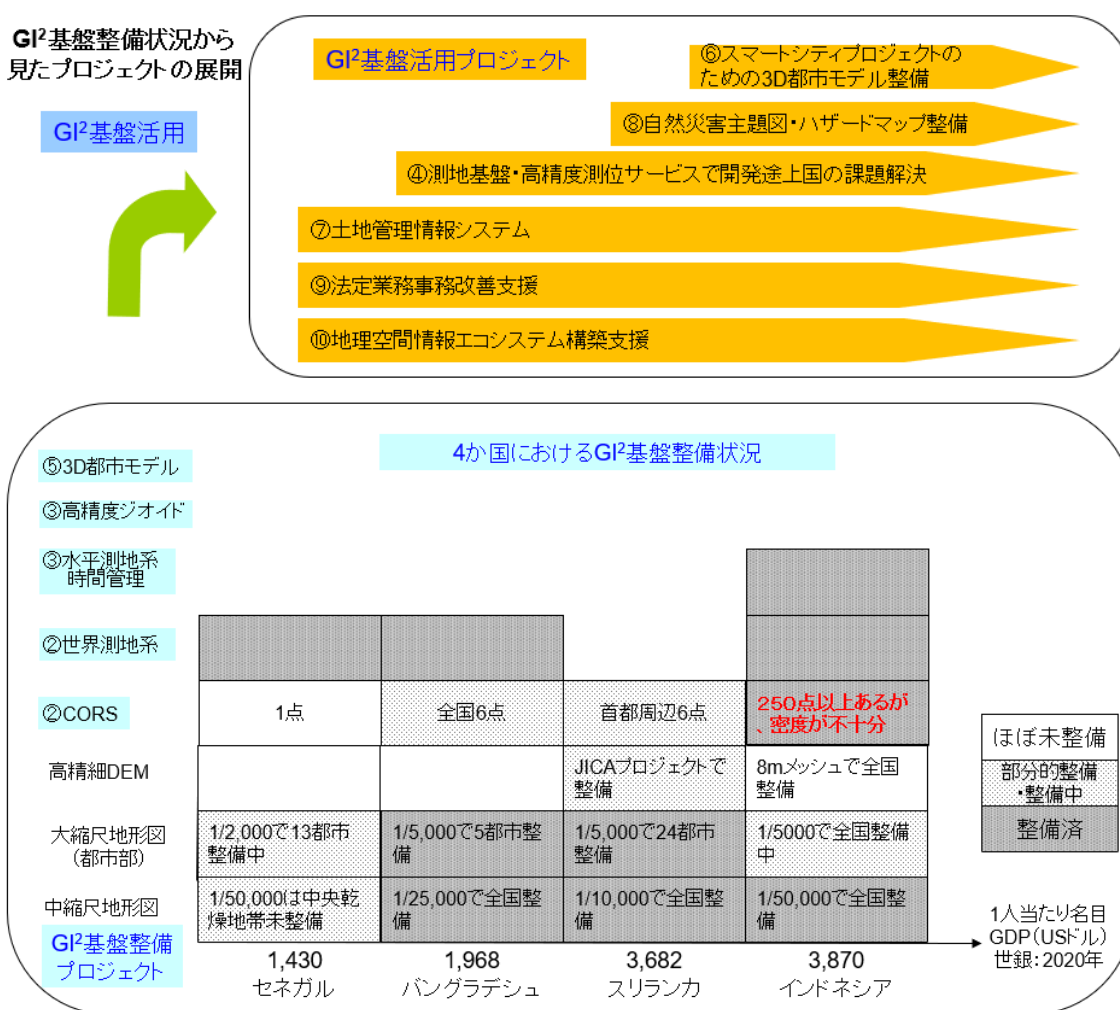 GI²基盤整備状況から
見たプロジェクトの展開
GI²基盤活用
GI²基盤活用プロジェクト
⑥スマートシティプロジェクトの
ための3D都市モデル整備
⑧自然災害主題図・ハザードマップ整備
④測地基盤・高精度測位サービスで開発途上国の課題解決
⑦土地管理情報システム
⑨法定業務事務改善支援
⑩地理空間情報エコシステム構築支援
4か国におけるGI²基盤整備状況
⑤3D都市モデル
③高精度ジオイド
③水平測地系
時間管理
②世界測地系
②CORS
1点
全国6点
首都周辺6点
250点以上あるが
、密度が不十分
高精細DEM
JICAプロジェクトで
整備
8mメッシュで全国
整備
大縮尺地形図
(都市部)
1/2,000で13都市
整備中
1/5,000で5都市整
備
1/5,000で24都市
整備
1/5000で全国整備
中
中縮尺地形図
1/50,000は中央乾
燥地帯未整備
1/25,000で全国整
備
1/10,000で全国整
備
1/50,000で全国整
備
GI²基盤整備
プロジェクト
1,430
セネガル
1,968
バングラデシュ
3,682
スリランカ
3,870
インドネシア
ほぼ未整備
部分的整備
・整備中
整備済
1人当たり名目
GDP(USドル)
世銀:2020年